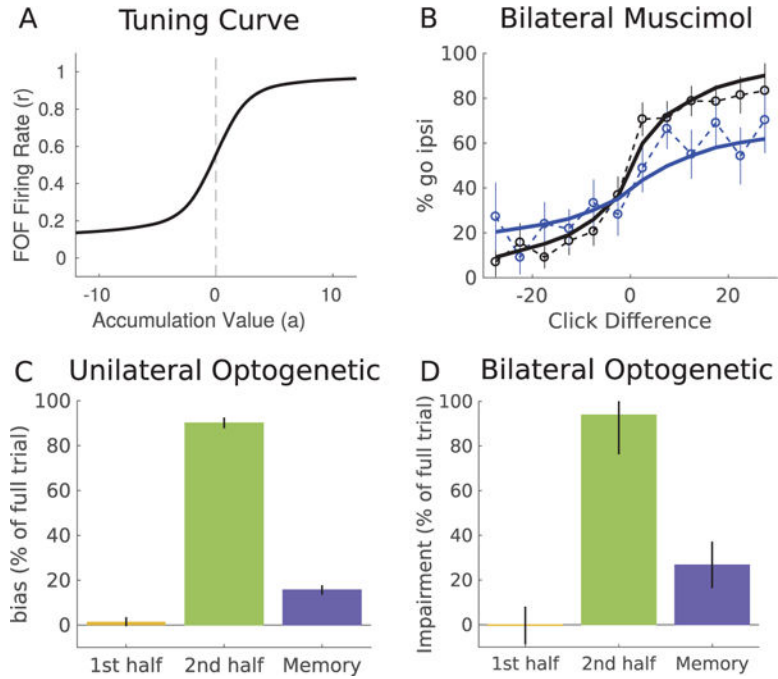 A
Tuning Curve
FOF Firing Rate (r)
1
0.8
0.6
0.4
0.2
0
-10
0
10
Accumulation Value (a)
B
Bilateral Muscimol
% go ipsi
100
80
60
40
20
0
-20
0
20
Click Difference
C
Unilateral Optogenetic
bias (% of full trial)
100
80
60
40
20
0
1st half
2nd half
Memory
D
Bilateral Optogenetic
Impairment (% of full trial)
100
80
60
40
20
0
1st half
2nd half
Memory